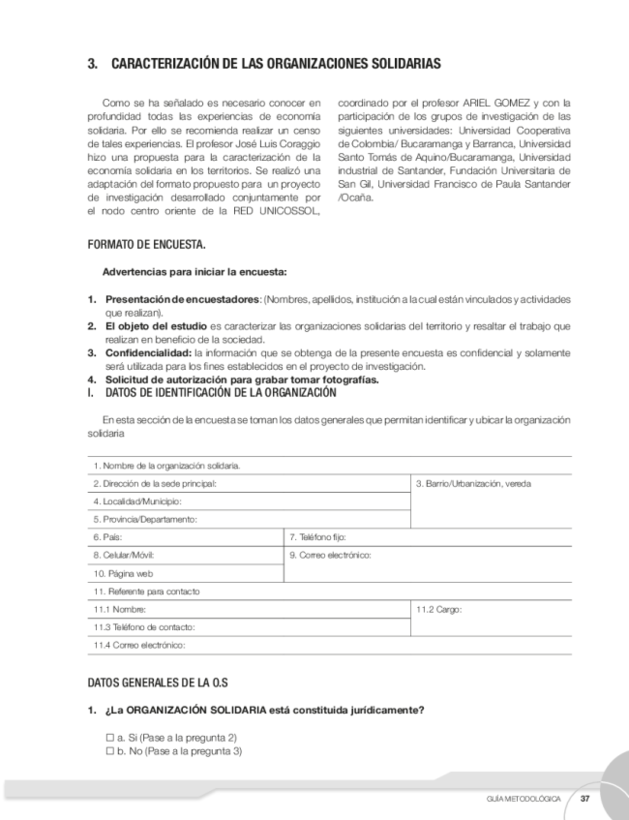 3. CARACTERIZACIÓN DE LAS ORGANIZACIONES SOLIDARIAS
Como se ha señalado es necesario conocer en
profundidad todas las experiencias de economía
solidaria. Por ello se recomienda realizar un censo
de tales experiencias. El profesor José Luis Coraggio
hizo una propuesta para la caracterización de la
economía solidaria en los territorios. Se realizó una
adaptación del formato propuesto para un proyecto
de investigación desarrollado conjuntamente por
el nodo centro oriente de la RED UNICOSSOL,
coordinado por el profesor ARIEL GOMEZ y con la
participación de los grupos de investigación de las
siguientes universidades: Universidad Cooperativa
de Colombia/ Bucaramanga y Barranca, Universidad
Santo Tomás de Aquino/Bucaramanga, Universidad
industrial de Santander, Fundación Universitaria de
San Gil, Universidad Francisco de Paula Santander
/Ocaña.
FORMATO DE ENCUESTA.
Advertencias para iniciar la encuesta:
1. Presentación de encuestadores: (Nombres, apellidos, institución a la cual están vinculados y actividades
que realizan).
2. El objeto del estudio es caracterizar las organizaciones solidarias del territorio y resaltar el trabajo que
realizan en beneficio de la sociedad.
3. Confidencialidad: la información que se obtenga de la presente encuesta es confidencial y solamente
será utilizada para los fines establecidos en el proyecto de investigación.
4. Solicitud de autorización para grabar tomar fotografías.
I. DATOS DE IDENTIFICACIÓN DE LA ORGANIZACIÓN
En esta sección de la encuesta se toman los datos generales que permitan identificar y ubicar la organización
solidaria
1. Nombre de la organización solidaria.
2. Dirección de la sede principal:
3. Barrio/Urbanización, vereda
4. Localidad/Municipio:
5. Provincia/Departamento:
6. País:
7. Teléfono fijo:
8. Celular/Móvil:
9. Correo electrónico:
10. Página web
11. Referente para contacto
11.1 Nombre:
11.2 Cargo:
11.3 Teléfono de contacto:
11.4 Correo electrónico:
DATOS GENERALES DE LA O.S
1. ¿La ORGANIZACIÓN SOLIDARIA está constituida jurídicamente?
☐ a. Si (Pase a la pregunta 2)
☐ b. No (Pase a la pregunta 3)
GUÍA METODOLÓGICA 37